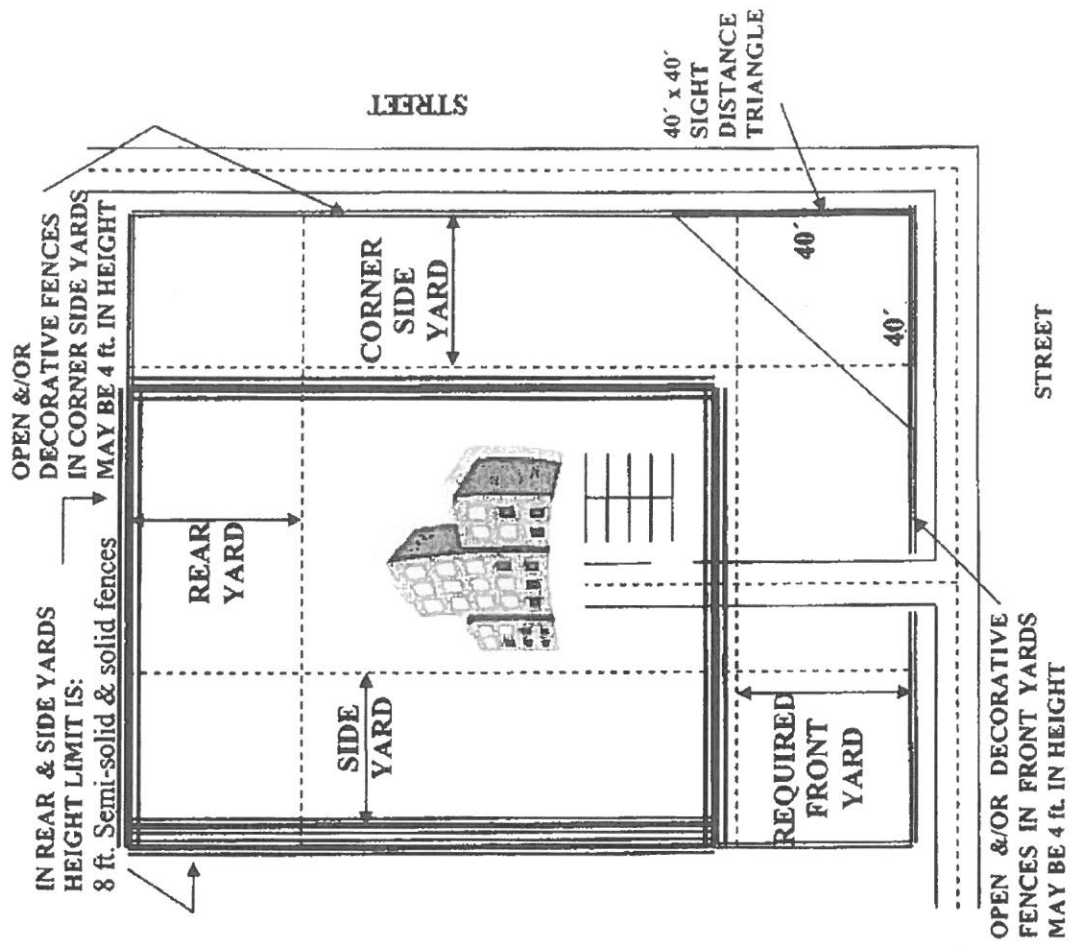 OPEN &/OR
DECORATIVE FENCES
IN CORNER SIDE YARDS
MAY BE 4 ft. IN HEIGHT
IN REAR & SIDE YARDS
HEIGHT LIMIT IS:
8 ft. Semi-solid & solid fences
STREET
REAR
YARD
CORNER
SIDE
YARD
40´ x 40´
SIGHT
DISTANCE
TRIANGLE
SIDE
YARD
40´
40´
REQUIRED
FRONT
YARD
STREET
OPEN &/OR DECORATIVE
FENCES IN FRONT YARDS
MAY BE 4 ft. IN HEIGHT